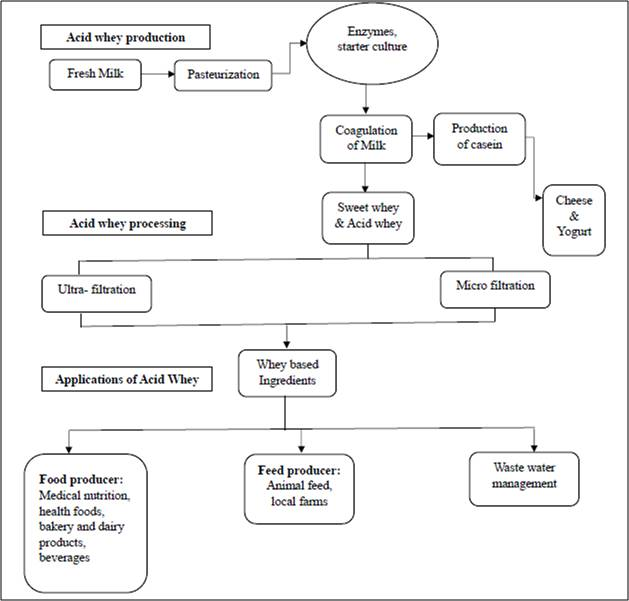 Acid whey production
Enzymes,
starter culture
Fresh Milk
Pasteurization
Coagulation
of Milk
Production
of casein
Cheese
&
Yogurt
Sweet whey
& Acid whey
Acid whey processing
Ultra- filtration
Micro filtration
Whey based
Ingredients
Applications of Acid Whey
Food producer:
Medical nutrition,
health foods,
bakery and dairy
products,
beverages
Feed producer:
Animal feed,
local farms
Waste water
management